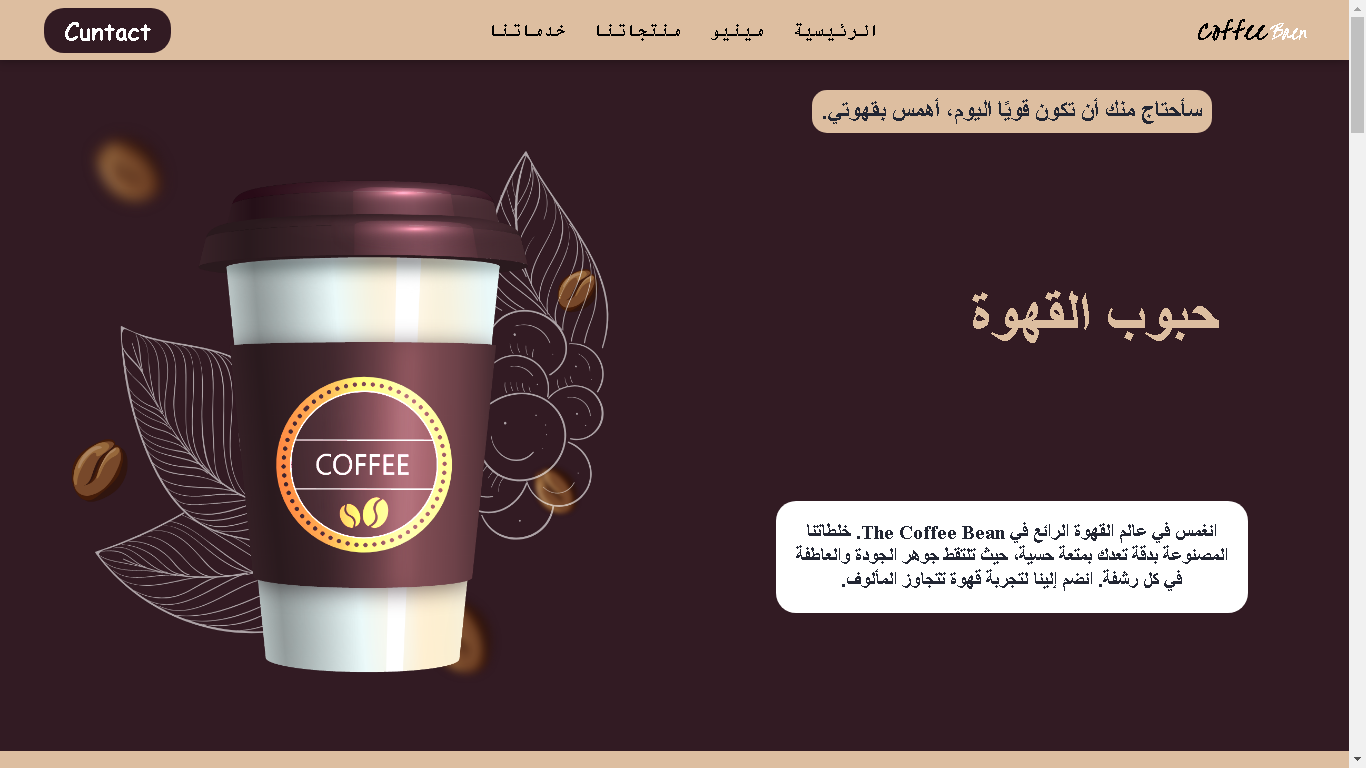 Coffee Baen
الرئيسية مينيو منتجاتنا خدماتنا
Cuntact
سأحتاج منك أن تكون قويًا اليوم، أهمس بقهوتي.
حبوب القهوة
COFFEE
انغمس في عالم القهوة الرائع في The Coffee Bean. خلطاتنا
المصنوعة بدقة تعدك بمتعة حسية، حيث تلتقط جوهر الجودة والعاطفة
في كل رشفة. انضم إلينا لتجربة قهوة تتجاوز المألوف.